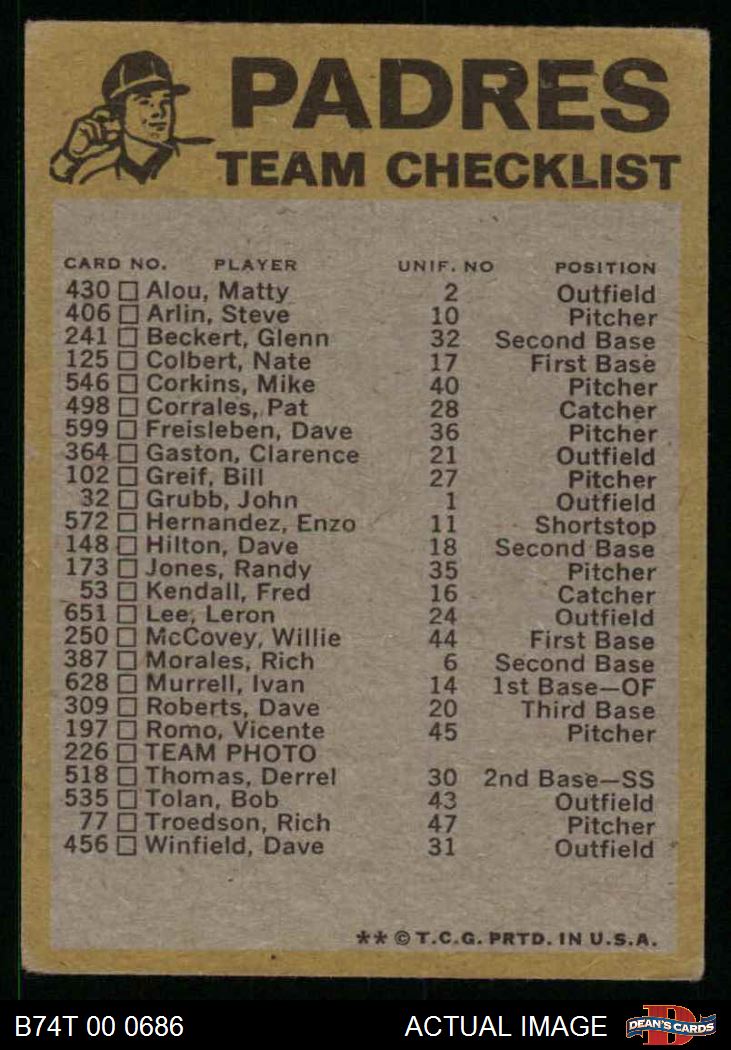 PADRES
TEAM CHECKLIST
CARD NO. PLAYER UNIF. NO POSITION
430 □ Alou, Matty 2 Outfield
406 □ Arlin, Steve 10 Pitcher
241 □ Beckert, Glenn 32 Second Base
125 □ Colbert, Nate 17 First Base
546 □ Corkins, Mike 40 Pitcher
498 □ Corrales, Pat 28 Catcher
599 □ Freisleben, Dave 36 Pitcher
364 □ Gaston, Clarence 21 Outfield
102 □ Greif, Bill 27 Pitcher
32 □ Grubb, John 1 Outfield
572 □ Hernandez, Enzo 11 Shortstop
148 □ Hilton, Dave 18 Second Base
173 □ Jones, Randy 35 Pitcher
53 □ Kendall, Fred 16 Catcher
651 □ Lee, Leron 24 Outfield
250 □ McCovey, Willie 44 First Base
387 □ Morales, Rich 6 Second Base
628 □ Murrell, Ivan 14 1st Base—OF
309 □ Roberts, Dave 20 Third Base
197 □ Romo, Vicente 45 Pitcher
226 □ TEAM PHOTO
518 □ Thomas, Derrel 30 2nd Base—SS
535 □ Tolan, Bob 43 Outfield
77 □ Troedson, Rich 47 Pitcher
456 □ Winfield, Dave 31 Outfield
** © T.C.G. PRTD. IN U.S.A.
B74T 00 0686 ACTUAL IMAGE DEAN'S CARDS